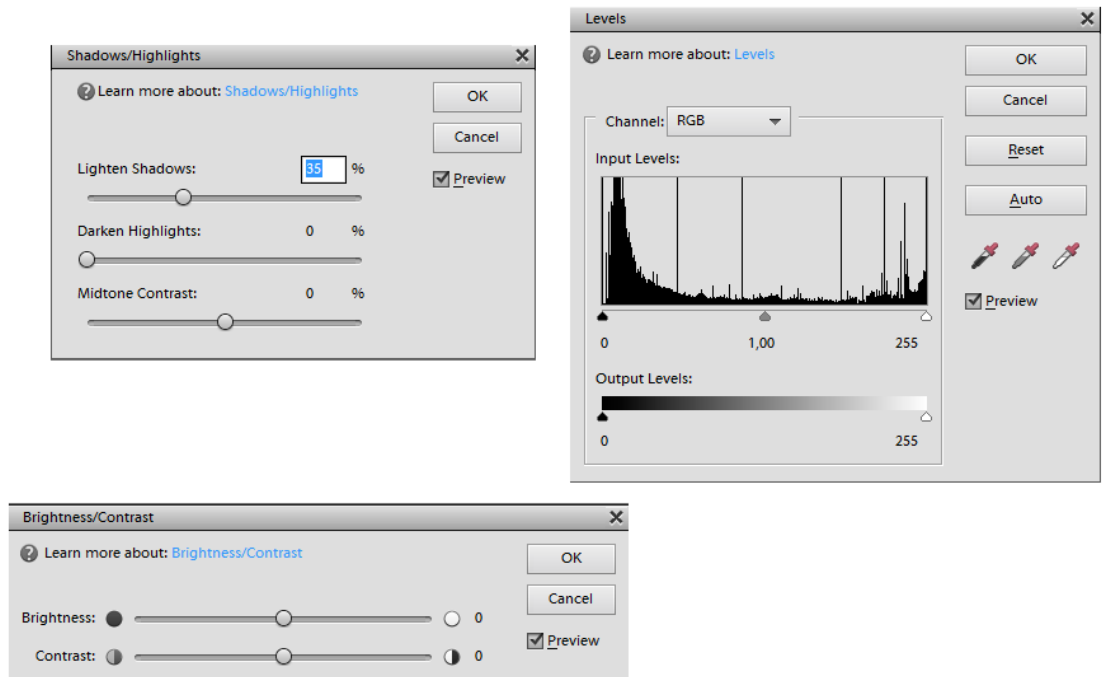 Shadows/Highlights
Learn more about: Shadows/Highlights
OK
Cancel
Preview
Lighten Shadows: 35 %
Darken Highlights: 0 %
Midtone Contrast: 0 %
Levels
Learn more about: Levels
OK
Cancel
Reset
Auto
Preview
Channel: RGB
Input Levels:
0 1,00 255
Output Levels:
0 255
Brightness/Contrast
Learn more about: Brightness/Contrast
OK
Cancel
Preview
Brightness: 0
Contrast: 0